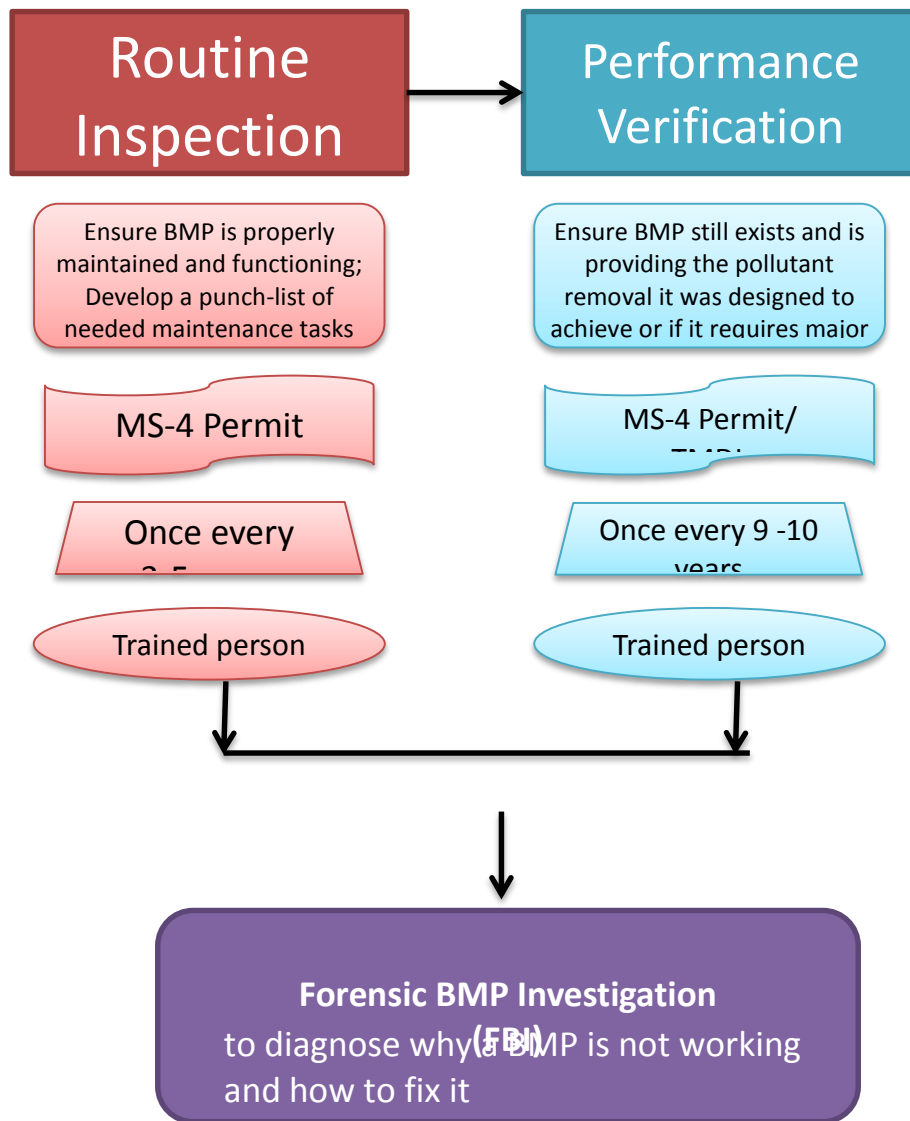 Routine
Inspection
Performance
Verification
Ensure BMP is properly
maintained and functioning;
Develop a punch-list of
needed maintenance tasks
Ensure BMP still exists and is
providing the pollutant
removal it was designed to
achieve or if it requires major
MS-4 Permit
MS-4 Permit/
Once every
Once every 9 -10
years
Trained person
Trained person
Forensic BMP Investigation
(FBI)
to diagnose why a BMP is not working
and how to fix it